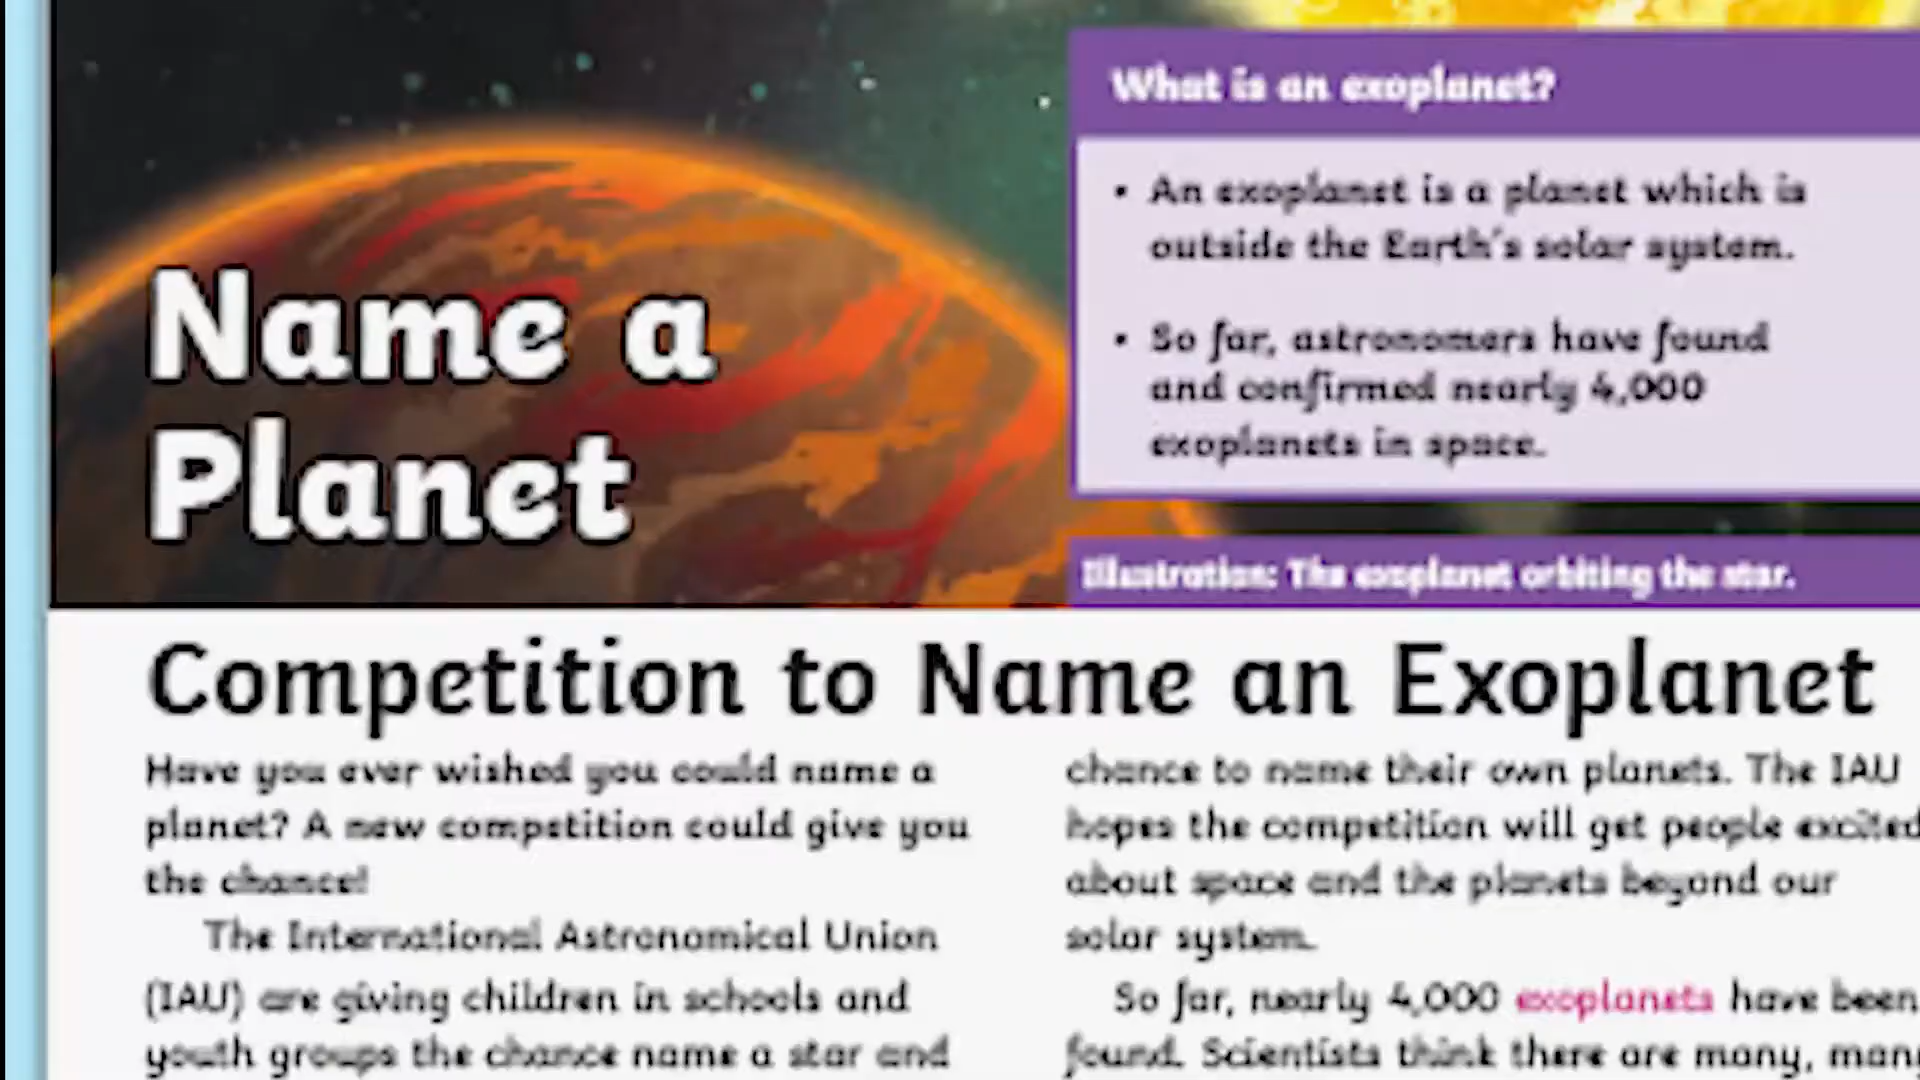 Name a
Planet
What is an exoplanet?
• An exoplanet is a planet which is
outside the Earth's solar system.
• So far, astronomers have found
and confirmed nearly 4,000
exoplanets in space.
Illustration: The exoplanet orbiting the star.
Competition to Name an Exoplanet
Have you ever wished you could name a
planet? A new competition could give you
the chance!
The International Astronomical Union
(IAU) are giving children in schools and
youth groups the chance name a star and
chance to name their own planets. The IAU
hopes the competition will get people excited
about space and the planets beyond our
solar system.
So far, nearly 4,000 exoplanets have been
found. Scientists think there are many, many